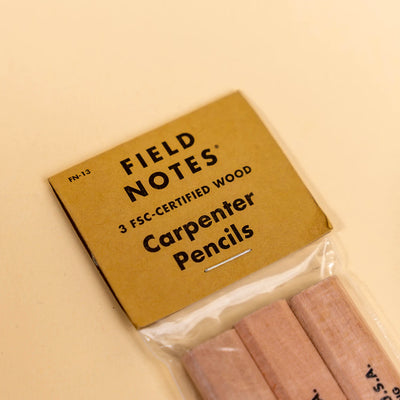 FN-13
FIELD
NOTES®
3 FSC-CERTIFIED WOOD
Carpenter
Pencils
U.S.A.